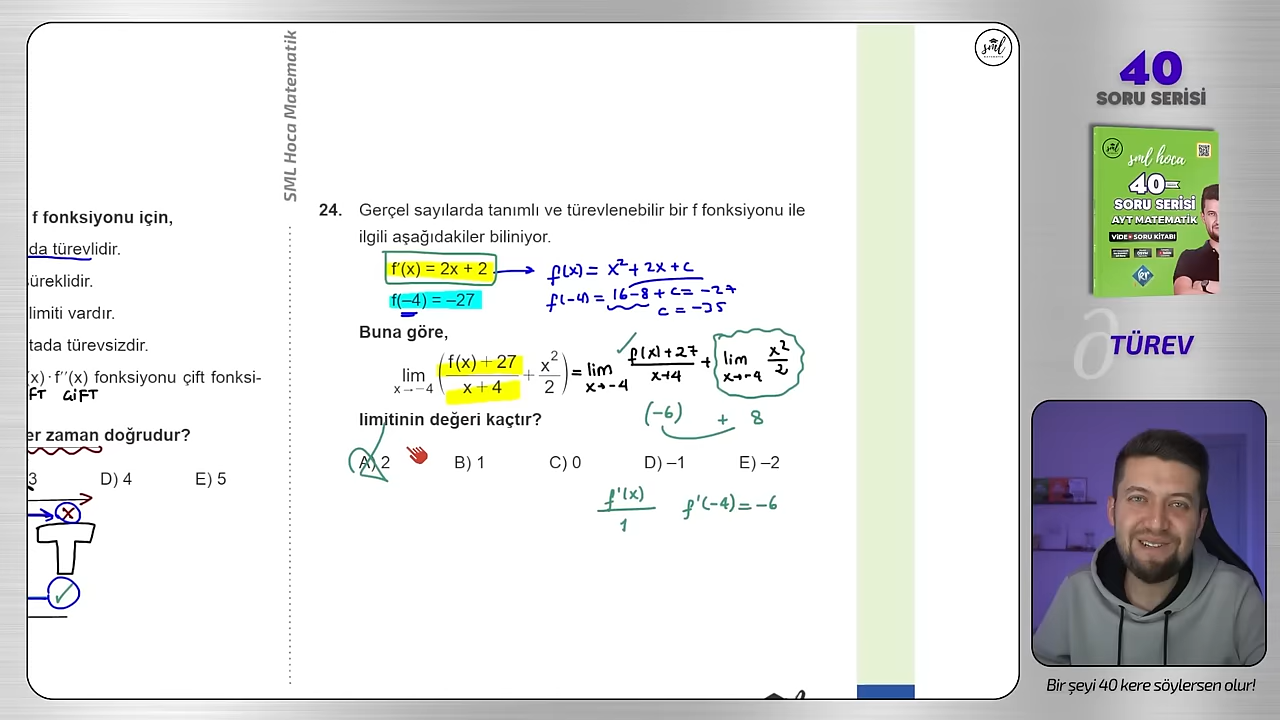 SML Hoca Matematik
sml
f fonksiyonu için,
da türevlidir.
üreklidir.
limiti vardır.
tada türevsizdir.
(x) · f''(x) fonksiyonu çift fonksi-
FT ÇİFT
er zaman doğrudur?
3 D) 4 E) 5
24. Gerçel sayılarda tanımlı ve türevlenebilir bir f fonksiyonu ile
ilgili aşağıdakiler biliniyor.
f'(x) = 2x + 2 → f(x) = x² + 2x + c
f(–4) = –27 f(-4) = 16-8 + c = -27
c = -35
Buna göre,
lim x→–4 ( f(x) + 27 / x + 4 + x² / 2 ) = lim x→-4 f(x)+27 / x+4 + lim x→-4 x² / 2
limitinin değeri kaçtır? (-6) + 8
A) 2 B) 1 C) 0 D) –1 E) –2
f'(x) / 1 f'(-4) = -6
40
SORU SERİSİ
sml hoca
40
SORU SERİSİ
AYT MATEMATİK
VİDEO SORU KİTABI
KR
∂ TÜREV
Bir şeyi 40 kere söylersen olur!